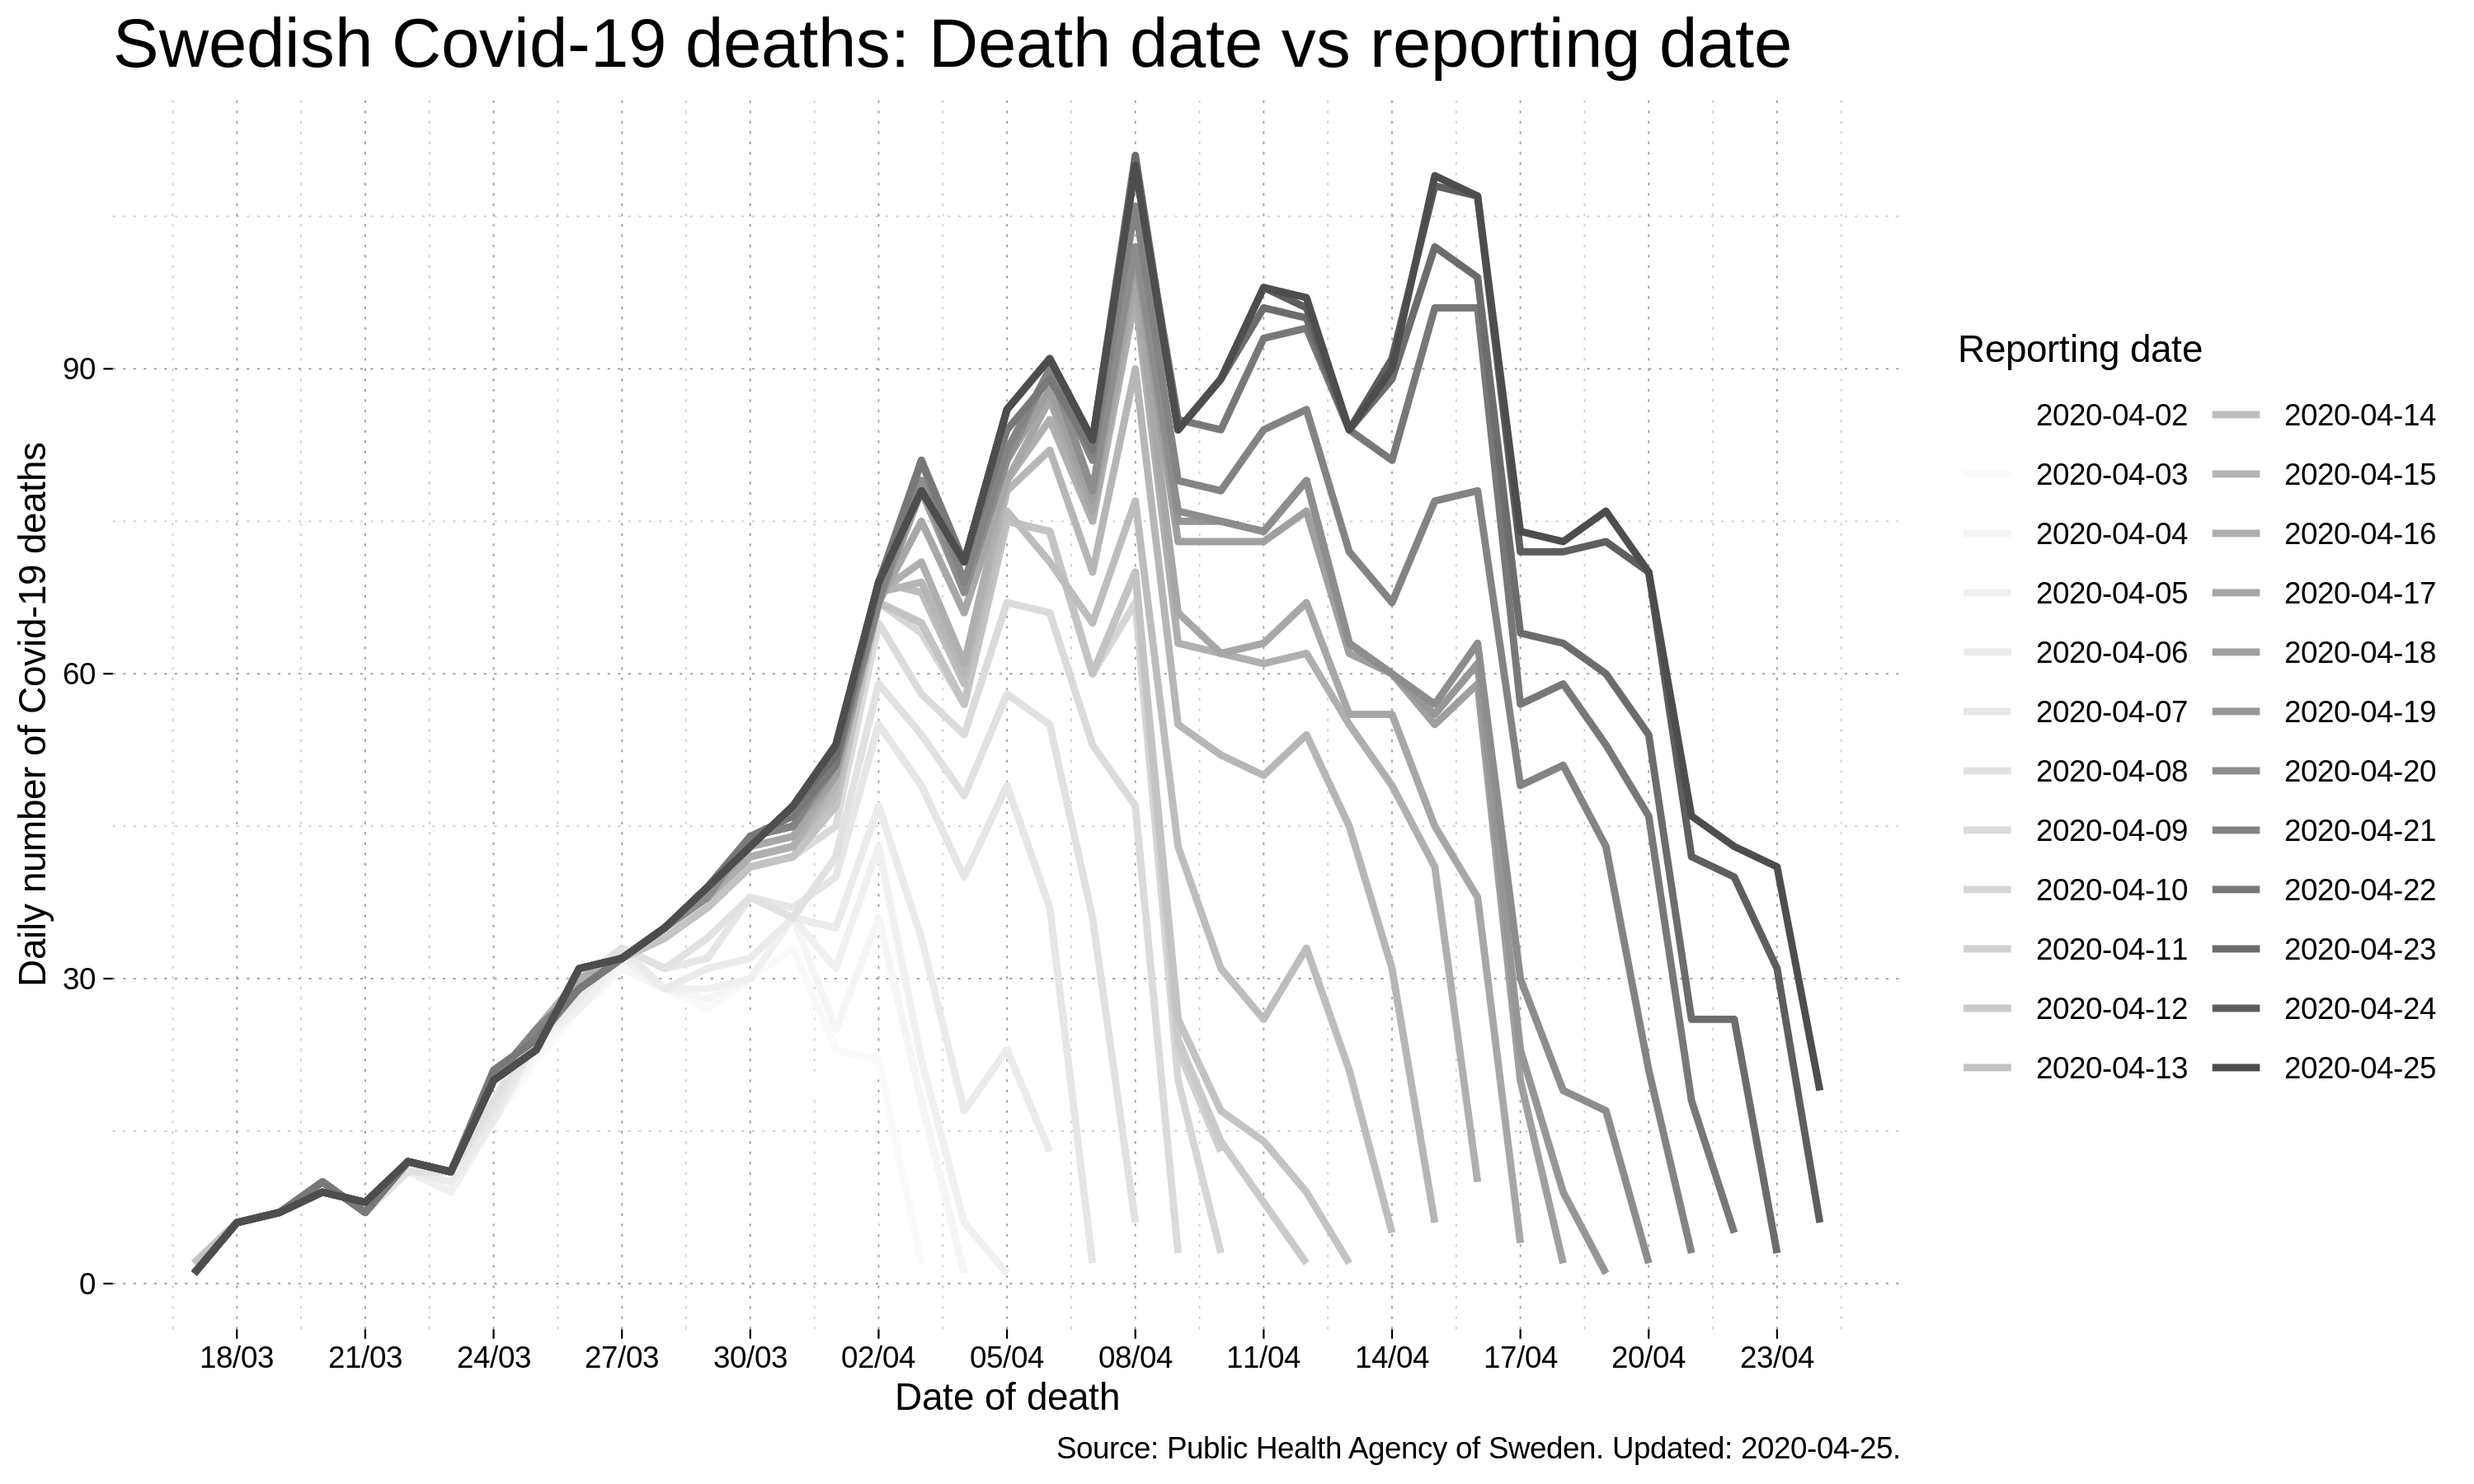 Swedish Covid-19 deaths: Death date vs reporting date
Daily number of Covid-19 deaths
90
60
30
0
18/03 21/03 24/03 27/03 30/03 02/04 05/04 08/04 11/04 14/04 17/04 20/04 23/04
Date of death
Reporting date
2020-04-02 2020-04-14
2020-04-03 2020-04-15
2020-04-04 2020-04-16
2020-04-05 2020-04-17
2020-04-06 2020-04-18
2020-04-07 2020-04-19
2020-04-08 2020-04-20
2020-04-09 2020-04-21
2020-04-10 2020-04-22
2020-04-11 2020-04-23
2020-04-12 2020-04-24
2020-04-13 2020-04-25
Source: Public Health Agency of Sweden. Updated: 2020-04-25.